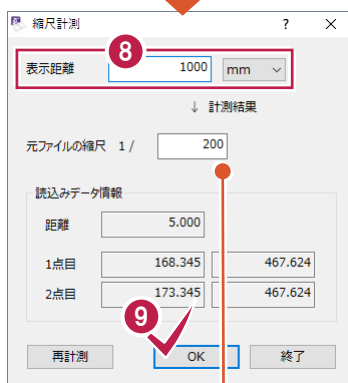 縮尺計測 ? ×
8
表示距離 1000 mm
↓ 計測結果
元ファイルの縮尺 1 / 200
読込みデータ情報
距離 5.000
1点目 168.345 467.624
2点目 173.345 467.624
9
再計測 OK 終了